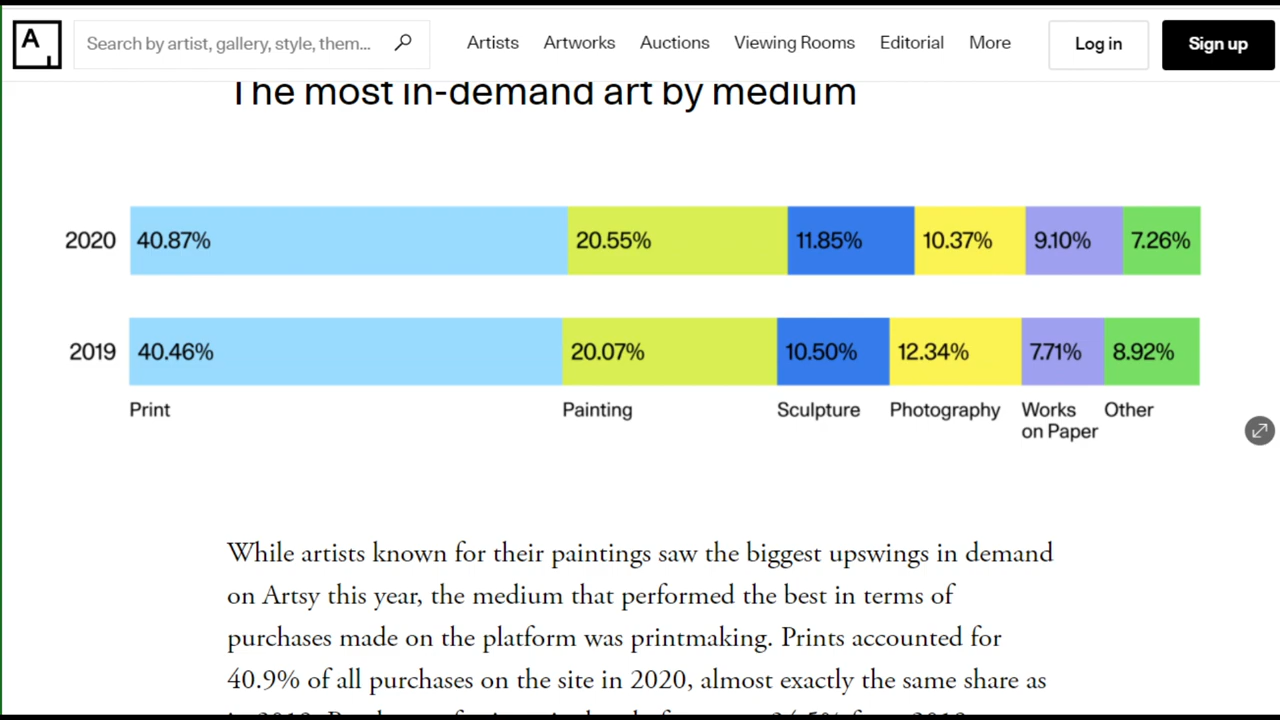 A
Search by artist, gallery, style, them...
Artists Artworks Auctions Viewing Rooms Editorial More
Log in
Sign up
The most in-demand art by medium
2020 40.87% 20.55% 11.85% 10.37% 9.10% 7.26%
2019 40.46% 20.07% 10.50% 12.34% 7.71% 8.92%
Print Painting Sculpture Photography Works on Paper Other
While artists known for their paintings saw the biggest upswings in demand
on Artsy this year, the medium that performed the best in terms of
purchases made on the platform was printmaking. Prints accounted for
40.9% of all purchases on the site in 2020, almost exactly the same share as